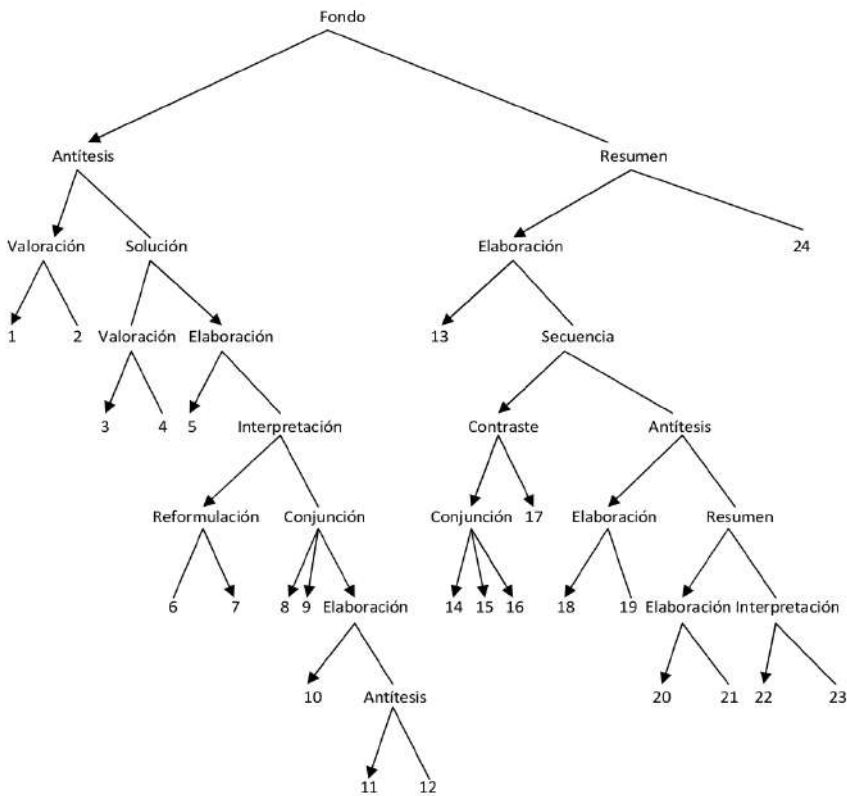 Fondo
Antítesis Resumen
Valoración Solución Elaboración 24
1 2 Valoración Elaboración 13 Secuencia
3 4 5 Interpretación Contraste Antítesis
Reformulación Conjunción Conjunción 17 Elaboración Resumen
6 7 8 9 Elaboración 14 15 16 18 19 Elaboración Interpretación
10 Antítesis 20 21 22 23
11 12